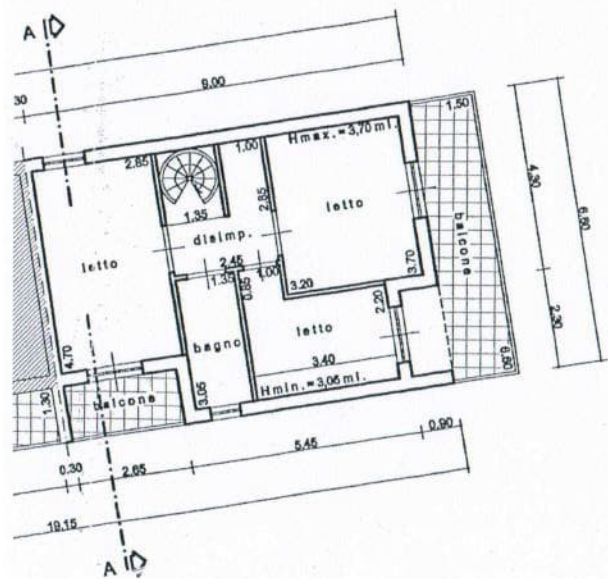 A
30
9.00
1.50
2.85
1.00
Hmax.=3,70 ml.
4.30
6.60
1.35
2.85
letto
balcone
disimp.
letto
2.45
1.00
3.20
3.70
1.35
0.85
2.20
letto
bagno
2.30
4.70
3.40
3.05
Hmin.=3,05 ml.
6.60
1.30
balcone
0.30
2.65
5.45
0.90
19.15
A